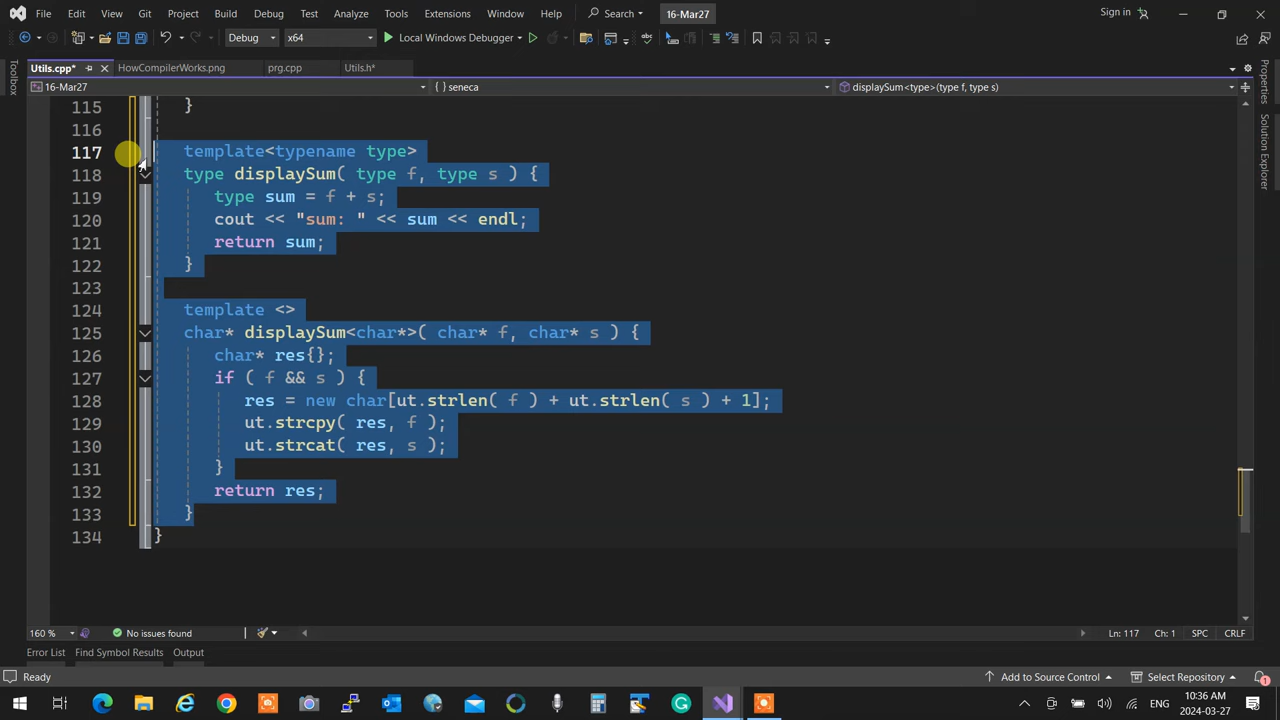 File Edit View Git Project Build Debug Test Analyze Tools Extensions Window Help Search 16-Mar27 Sign in
Debug x64 Local Windows Debugger
Utils.cpp* HowCompilerWorks.png prg.cpp Utils.h*
16-Mar27 { } seneca displaySum<type>(type f, type s)
115 }
116
117 template<typename type>
118 type displaySum( type f, type s ) {
119 type sum = f + s;
120 cout << "sum: " << sum << endl;
121 return sum;
122 }
123
124 template <>
125 char* displaySum<char*>( char* f, char* s ) {
126 char* res{};
127 if ( f && s ) {
128 res = new char[ut.strlen( f ) + ut.strlen( s ) + 1];
129 ut.strcpy( res, f );
130 ut.strcat( res, s );
131 }
132 return res;
133 }
134 }
Toolbox
Properties
Solution Explorer
160 % No issues found Ln: 117 Ch: 1 SPC CRLF
Error List Find Symbol Results Output
Ready Add to Source Control Select Repository 1
ENG 10:36 AM
2024-03-27